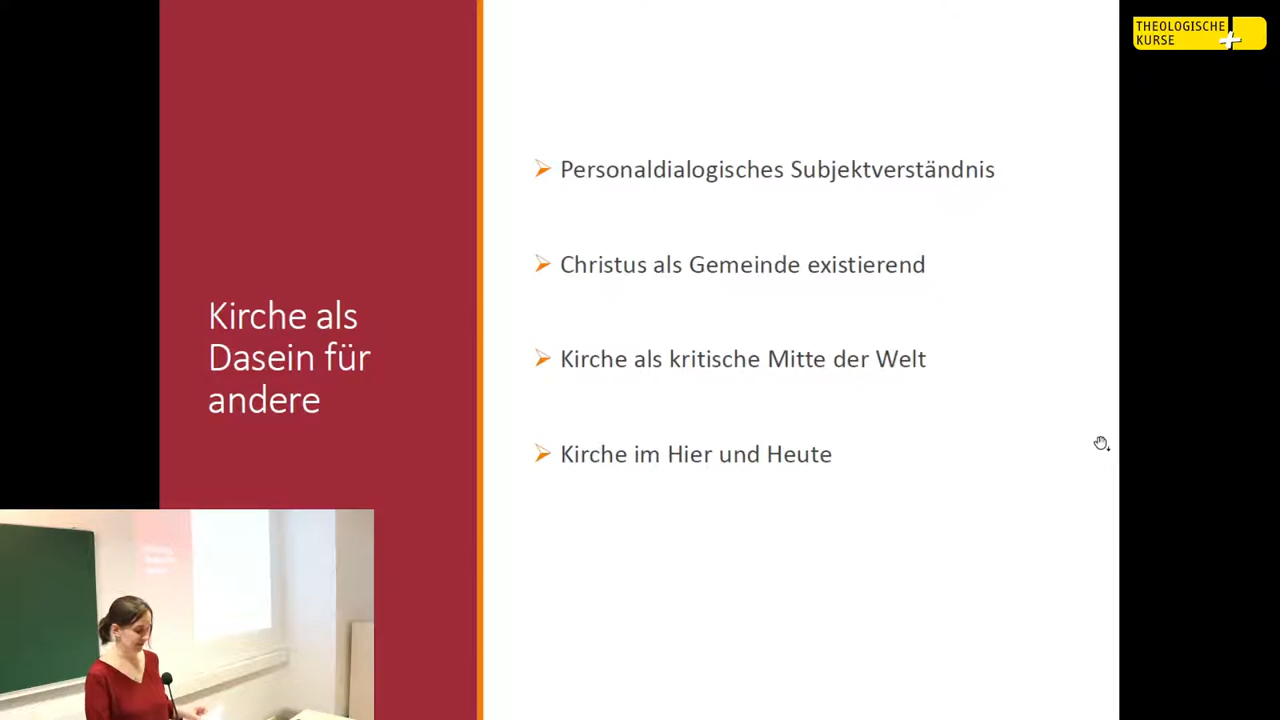 THEOLOGISCHE
KURSE
Kirche als
Dasein für
andere
Personaldialogisches Subjektverständnis
Christus als Gemeinde existierend
Kirche als kritische Mitte der Welt
Kirche im Hier und Heute